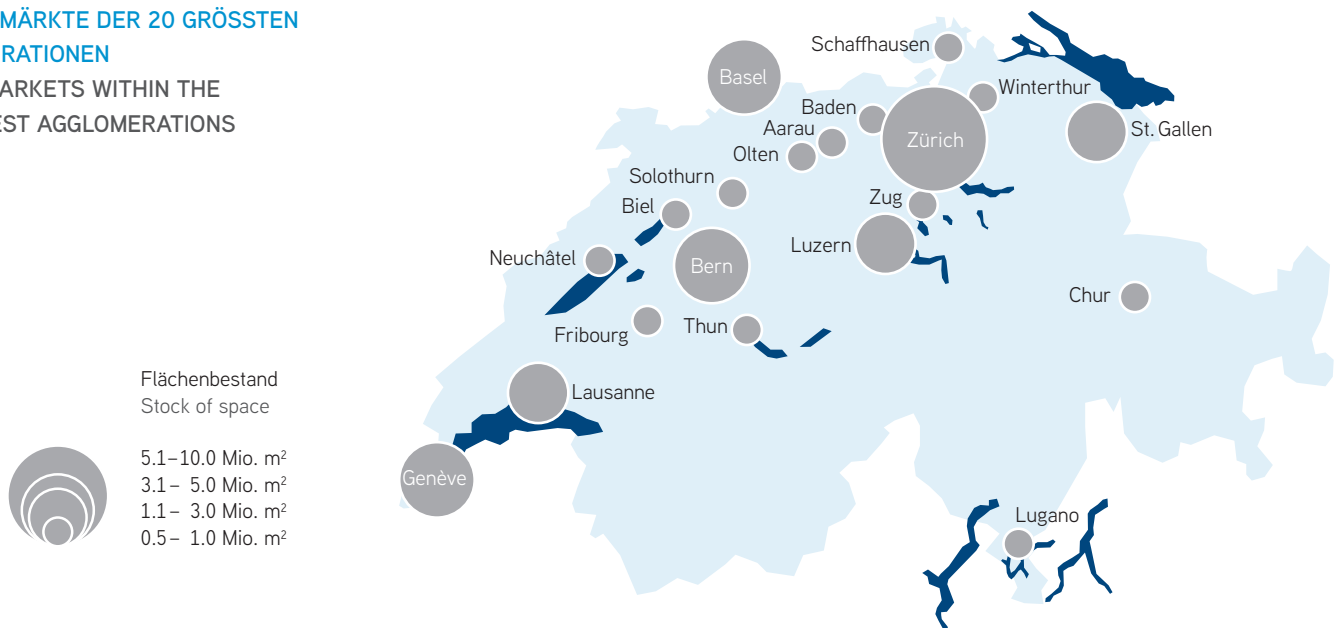 MÄRKTE DER 20 GRÖSSTEN
RATIONEN
ARKETS WITHIN THE
EST AGGLOMERATIONS
Schaffhausen
Basel
Winterthur
Baden
Aarau
Zürich
St. Gallen
Olten
Solothurn
Zug
Biel
Luzern
Neuchâtel
Bern
Chur
Fribourg
Thun
Flächenbestand
Stock of space
Lausanne
5.1–10.0 Mio. m²
3.1– 5.0 Mio. m²
1.1– 3.0 Mio. m²
0.5– 1.0 Mio. m²
Genève
Lugano